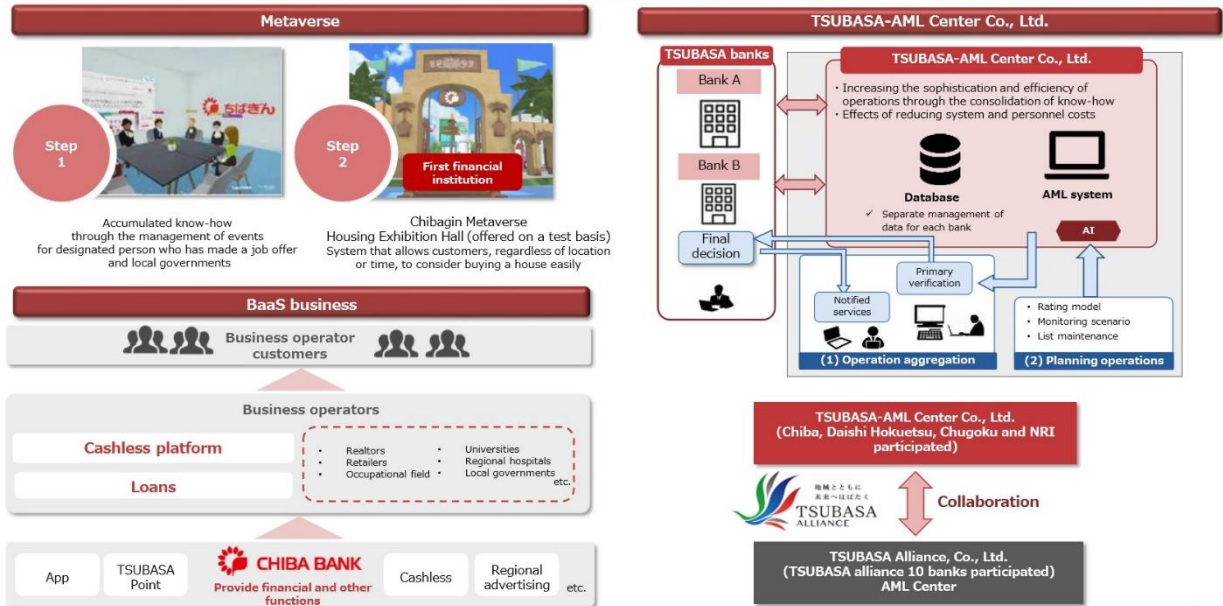 Metaverse
Step
1
ちばぎん
Accumulated know-how
through the management of events
for designated person who has made a job offer
and local governments
Step
2
First financial
institution
Chibagin Metaverse
Housing Exhibition Hall (offered on a test basis)
System that allows customers, regardless of location
or time, to consider buying a house easily
BaaS business
Business operator
customers
Business operators
Cashless platform
Loans
• Realtors
• Retailers
• Occupational field
• Universities
• Regional hospitals
• Local governments
etc.
App
TSUBASA
Point
CHIBA BANK
Provide financial and other
functions
Cashless
Regional
advertising
etc.
TSUBASA-AML Center Co., Ltd.
TSUBASA banks
Bank A
Bank B
Final
decision
TSUBASA-AML Center Co., Ltd.
• Increasing the sophistication and efficiency of
operations through the consolidation of know-how
• Effects of reducing system and personnel costs
Database
✓ Separate management of
data for each bank
AML system
AI
Primary
verification
Notified
services
(1) Operation aggregation
• Rating model
• Monitoring scenario
• List maintenance
(2) Planning operations
TSUBASA-AML Center Co., Ltd.
(Chiba, Daishi Hokuetsu, Chugoku and NRI
participated)
地域とともに
未来へはばたく
TSUBASA
ALLIANCE
Collaboration
TSUBASA Alliance, Co., Ltd.
(TSUBASA alliance 10 banks participated)
AML Center